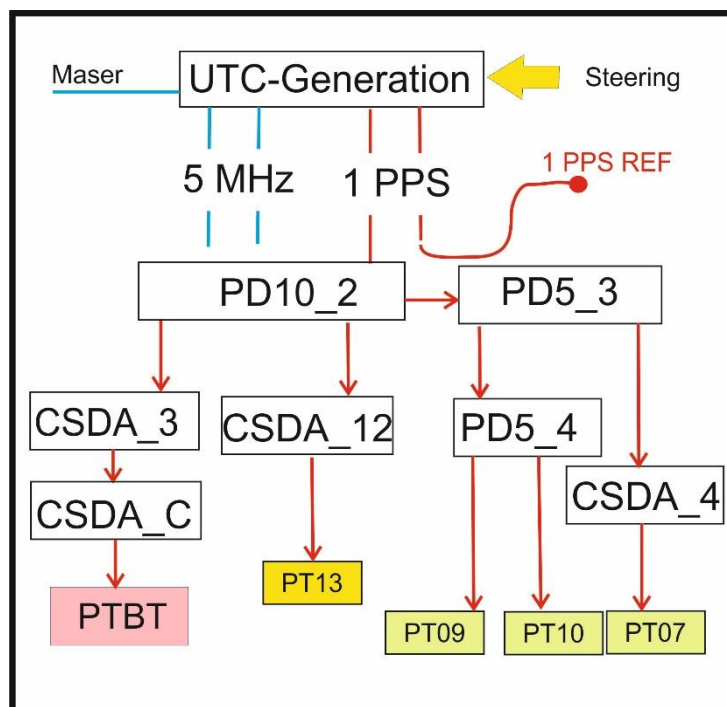 Maser
UTC-Generation
Steering
5 MHz
1 PPS
1 PPS REF
PD10_2
PD5_3
CSDA_3
CSDA_12
PD5_4
CSDA_C
CSDA_4
PT13
PTBT
PT09
PT10
PT07